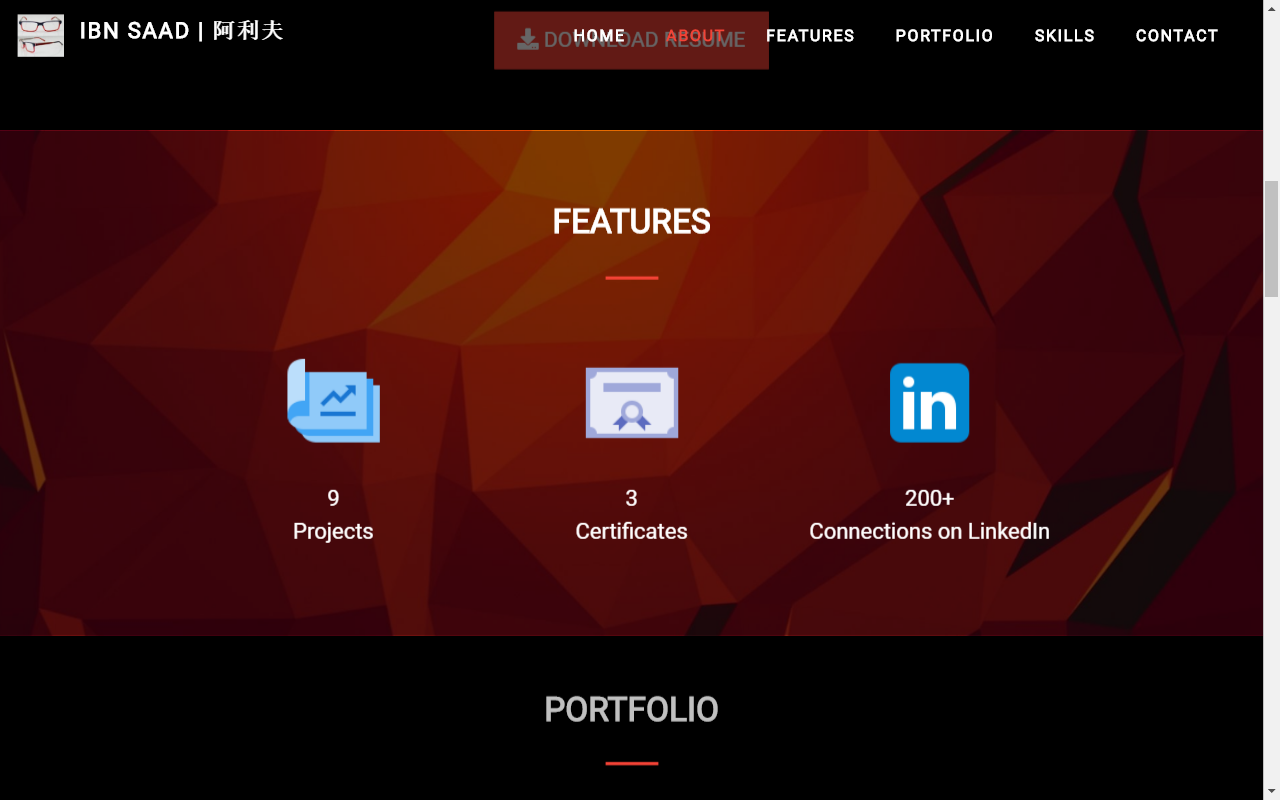 IBN SAAD | 阿利夫
DOWNLOAD RESUME
HOME
ABOUT
FEATURES
PORTFOLIO
SKILLS
CONTACT
FEATURES
in
9
Projects
3
Certificates
200+
Connections on LinkedIn
PORTFOLIO